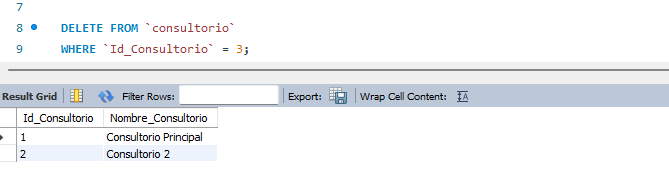 7
8 DELETE FROM `consultorio`
9 WHERE `Id_Consultorio` = 3;
Result Grid Filter Rows: Export: Wrap Cell Content:
Id_Consultorio Nombre_Consultorio
1 Consultorio Principal
2 Consultorio 2